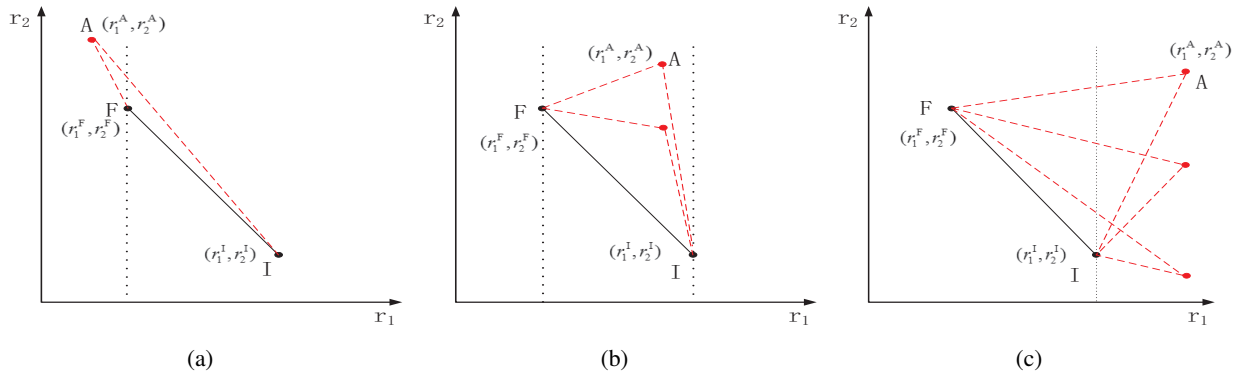 r₂
A (r₁ᴬ, r₂ᴬ)
F
(r₁ꟳ, r₂ꟳ)
(r₁ᴵ, r₂ᴵ)
I
r₁
(a)
r₂
(r₁ᴬ, r₂ᴬ) A
F
(r₁ꟳ, r₂ꟳ)
(r₁ᴵ, r₂ᴵ)
I
r₁
(b)
r₂
(r₁ᴬ, r₂ᴬ)
A
F
(r₁ꟳ, r₂ꟳ)
(r₁ᴵ, r₂ᴵ)
I
r₁
(c)